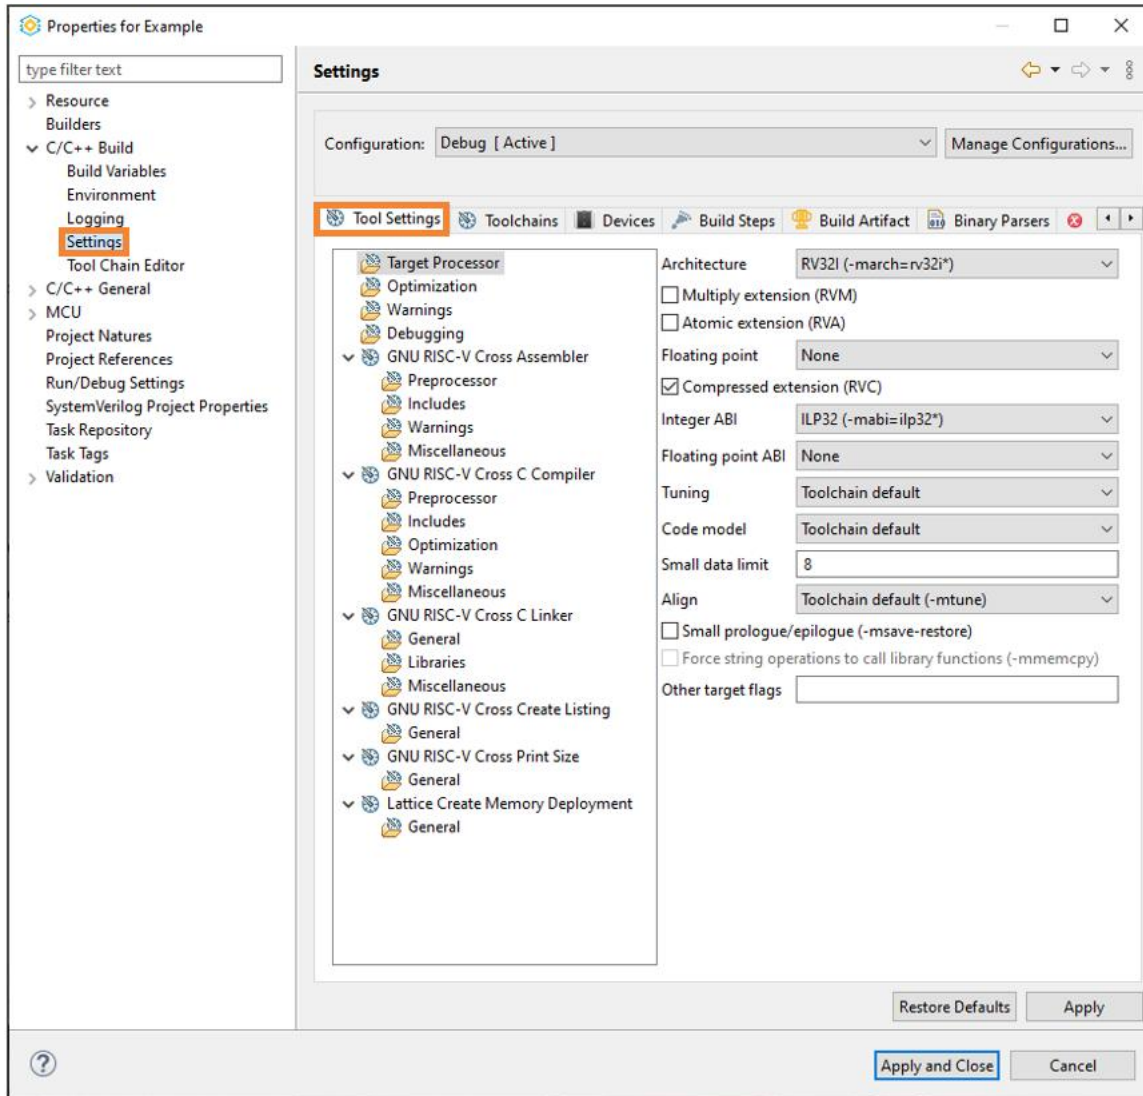 Properties for Example
type filter text
Resource
Builders
C/C++ Build
Build Variables
Environment
Logging
Settings
Tool Chain Editor
C/C++ General
MCU
Project Natures
Project References
Run/Debug Settings
SystemVerilog Project Properties
Task Repository
Task Tags
Validation
Settings
Configuration: Debug [ Active ] Manage Configurations...
Tool Settings Toolchains Devices Build Steps Build Artifact Binary Parsers
Target Processor
Optimization
Warnings
Debugging
GNU RISC-V Cross Assembler
Preprocessor
Includes
Warnings
Miscellaneous
GNU RISC-V Cross C Compiler
Preprocessor
Includes
Optimization
Warnings
Miscellaneous
GNU RISC-V Cross C Linker
General
Libraries
Miscellaneous
GNU RISC-V Cross Create Listing
General
GNU RISC-V Cross Print Size
General
Lattice Create Memory Deployment
General
Architecture RV32I (-march=rv32i*)
Multiply extension (RVM)
Atomic extension (RVA)
Floating point None
Compressed extension (RVC)
Integer ABI ILP32 (-mabi=ilp32*)
Floating point ABI None
Tuning Toolchain default
Code model Toolchain default
Small data limit 8
Align Toolchain default (-mtune)
Small prologue/epilogue (-msave-restore)
Force string operations to call library functions (-mmemcpy)
Other target flags
Restore Defaults Apply
Apply and Close Cancel